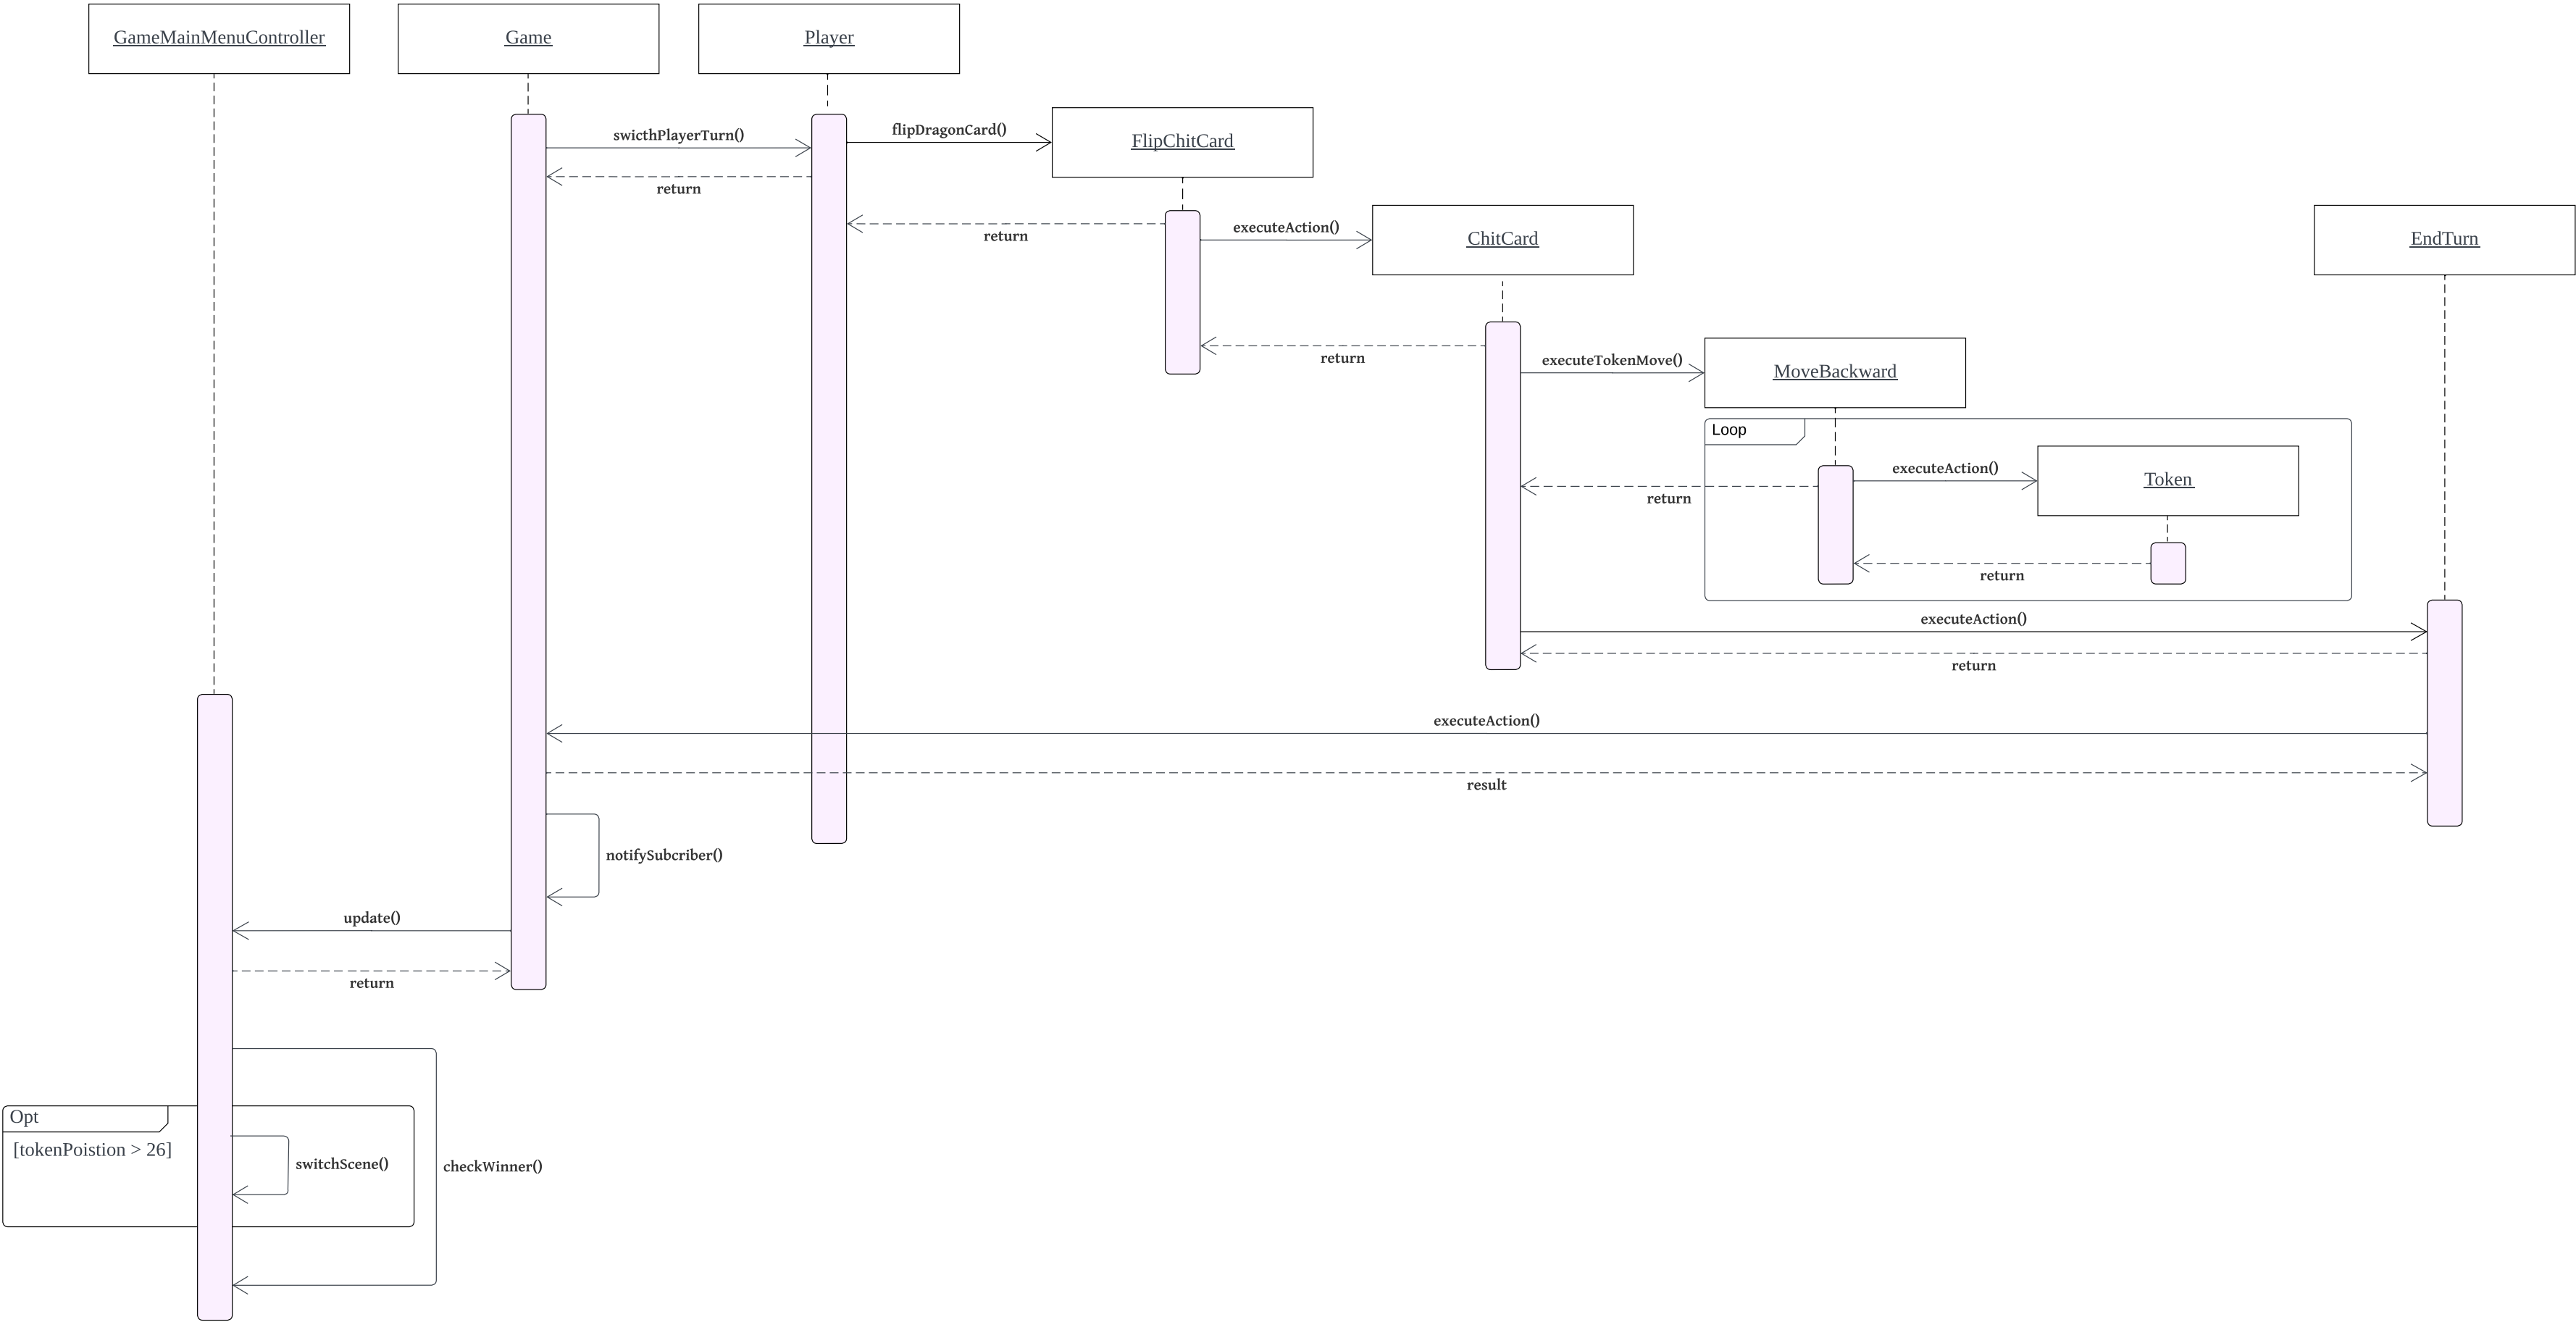 GameMainMenuController
Game
Player
swicthPlayerTurn()
return
flipDragonCard()
FlipChitCard
return
executeAction()
ChitCard
EndTurn
return
executeTokenMove()
MoveBackward
Loop
return
executeAction()
Token
return
executeAction()
return
executeAction()
result
notifySubcriber()
update()
return
Opt
[tokenPoistion > 26]
switchScene()
checkWinner()